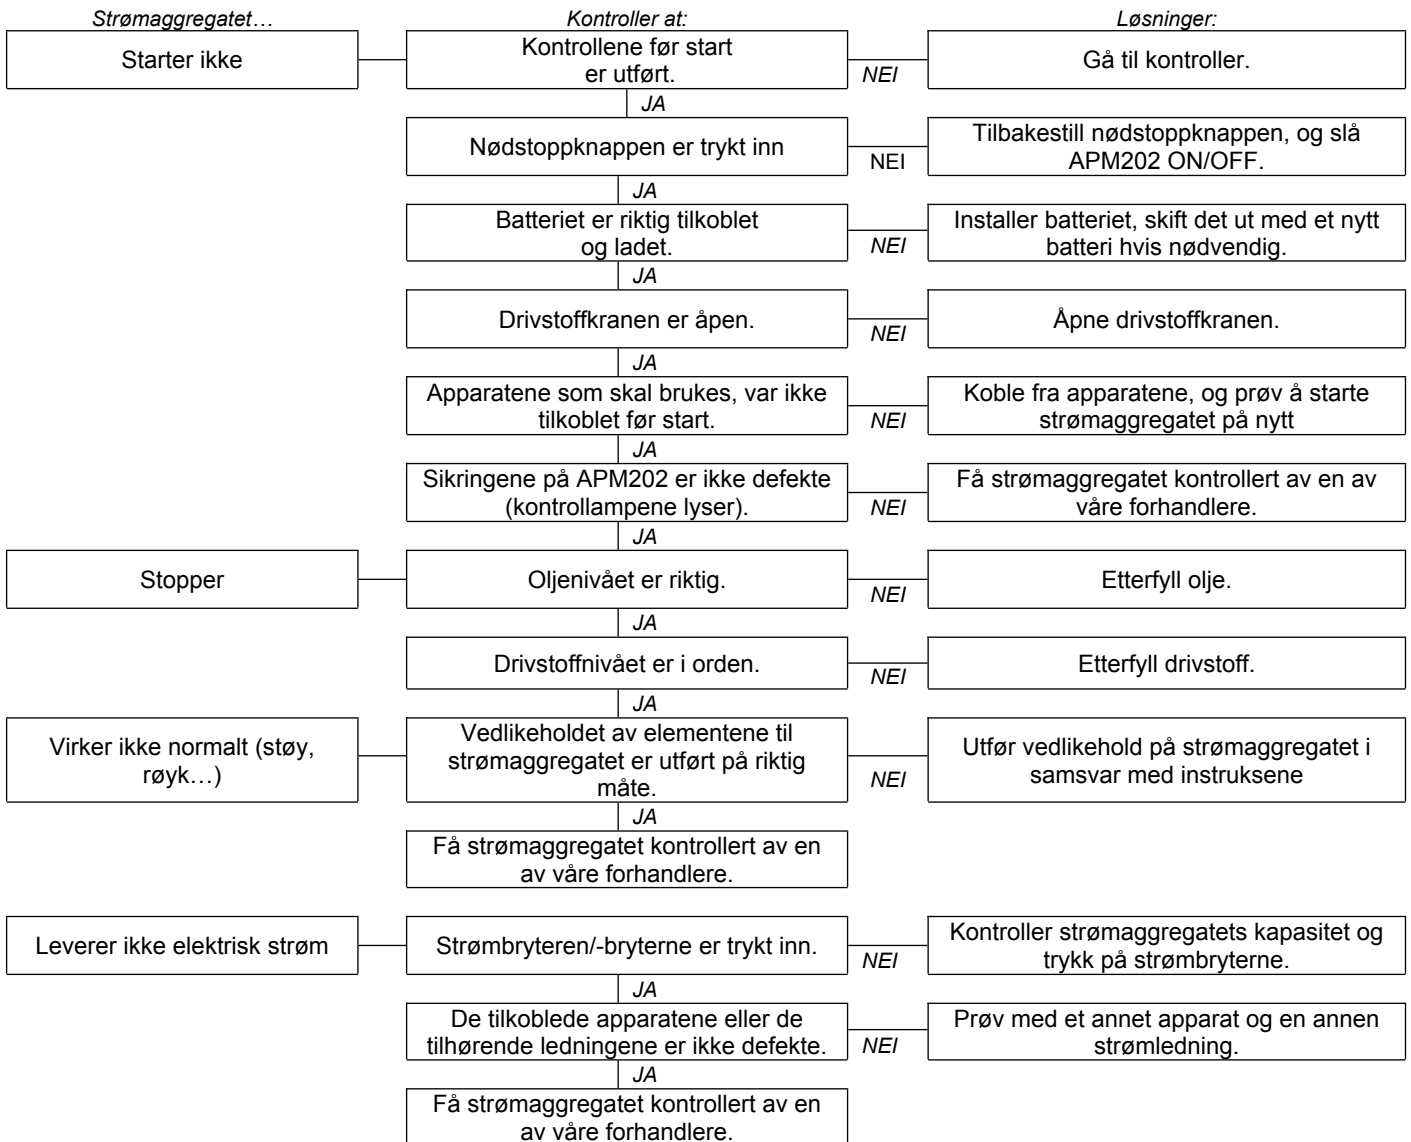 Strømaggregatet…
Kontroller at:
Løsninger:
Starter ikke
Kontrollene før start
er utført.
NEI
Gå til kontroller.
JA
Nødstoppknappen er trykt inn
NEI
Tilbakestill nødstoppknappen, og slå
APM202 ON/OFF.
JA
Batteriet er riktig tilkoblet
og ladet.
NEI
Installer batteriet, skift det ut med et nytt
batteri hvis nødvendig.
JA
Drivstoffkranen er åpen.
NEI
Åpne drivstoffkranen.
JA
Apparatene som skal brukes, var ikke
tilkoblet før start.
NEI
Koble fra apparatene, og prøv å starte
strømaggregatet på nytt
JA
Sikringene på APM202 er ikke defekte
(kontrollampene lyser).
NEI
Få strømaggregatet kontrollert av en av
våre forhandlere.
JA
Stopper
Oljenivået er riktig.
NEI
Etterfyll olje.
JA
Drivstoffnivået er i orden.
NEI
Etterfyll drivstoff.
JA
Virker ikke normalt (støy,
røyk…)
Vedlikeholdet av elementene til
strømaggregatet er utført på riktig
måte.
NEI
Utfør vedlikehold på strømaggregatet i
samsvar med instruksene
JA
Få strømaggregatet kontrollert av en
av våre forhandlere.
Leverer ikke elektrisk strøm
Strømbryteren/-bryterne er trykt inn.
NEI
Kontroller strømaggregatets kapasitet og
trykk på strømbryterne.
JA
De tilkoblede apparatene eller de
tilhørende ledningene er ikke defekte.
NEI
Prøv med et annet apparat og en annen
strømledning.
JA
Få strømaggregatet kontrollert av en
av våre forhandlere.